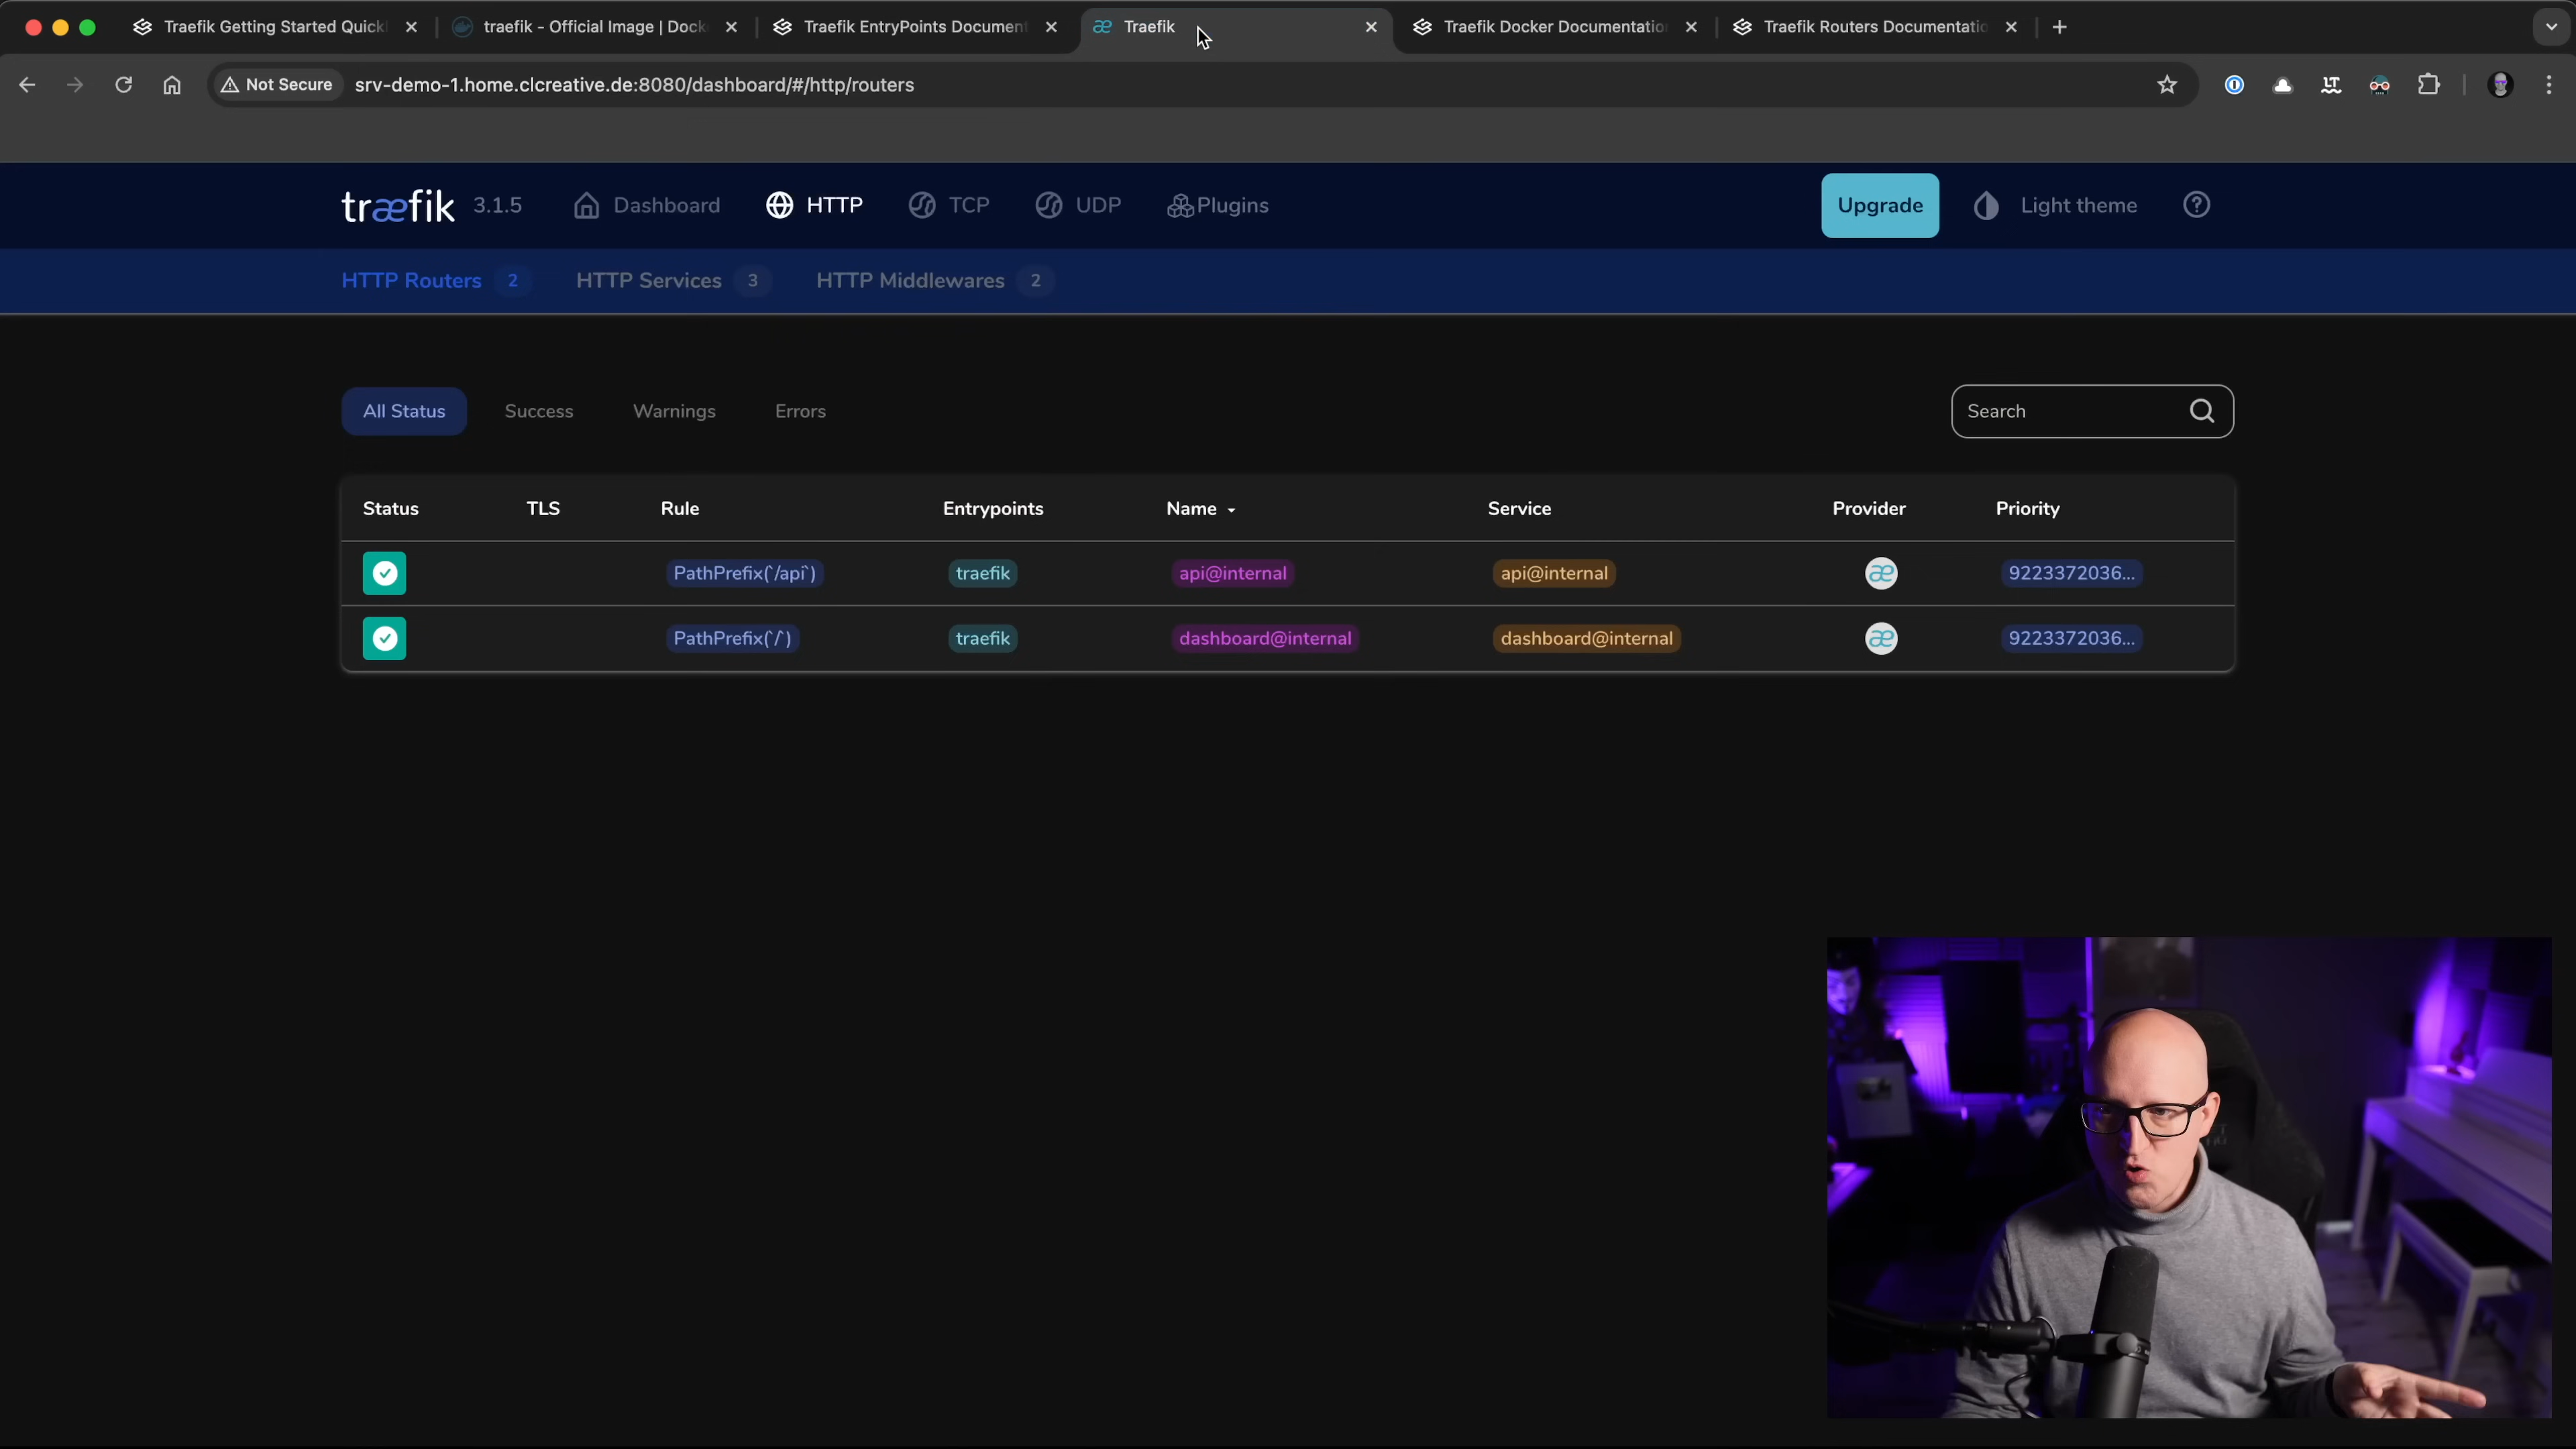 Traefik Getting Started Quick
traefik - Official Image | Dock
Traefik EntryPoints Document
Traefik
Traefik Docker Documentatio
Traefik Routers Documentatio
Not Secure
srv-demo-1.home.clcreative.de:8080/dashboard/#/http/routers
LT
træfik 3.1.5 Dashboard HTTP TCP UDP Plugins Upgrade Light theme
HTTP Routers 2 HTTP Services 3 HTTP Middlewares 2
All Status Success Warnings Errors Search
Status TLS Rule Entrypoints Name Service Provider Priority
PathPrefix(`/api`) traefik api@internal api@internal æ 9223372036...
PathPrefix(`/`) traefik dashboard@internal dashboard@internal æ 9223372036...